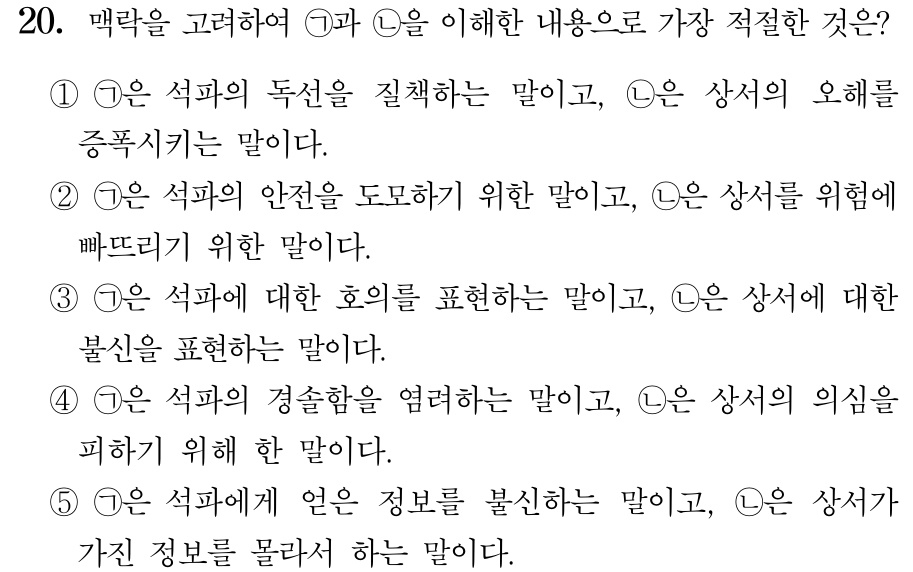 20. 맥락을 고려하여 ㉠과 ㉡을 이해한 내용으로 가장 적절한 것은?
① ㉠은 석파의 독선을 질책하는 말이고, ㉡은 상서의 오해를
증폭시키는 말이다.
② ㉠은 석파의 안전을 도모하기 위한 말이고, ㉡은 상서를 위험에
빠뜨리기 위한 말이다.
③ ㉠은 석파에 대한 호의를 표현하는 말이고, ㉡은 상서에 대한
불신을 표현하는 말이다.
④ ㉠은 석파의 경솔함을 염려하는 말이고, ㉡은 상서의 의심을
피하기 위해 한 말이다.
⑤ ㉠은 석파에게 얻은 정보를 불신하는 말이고, ㉡은 상서가
가진 정보를 몰라서 하는 말이다.